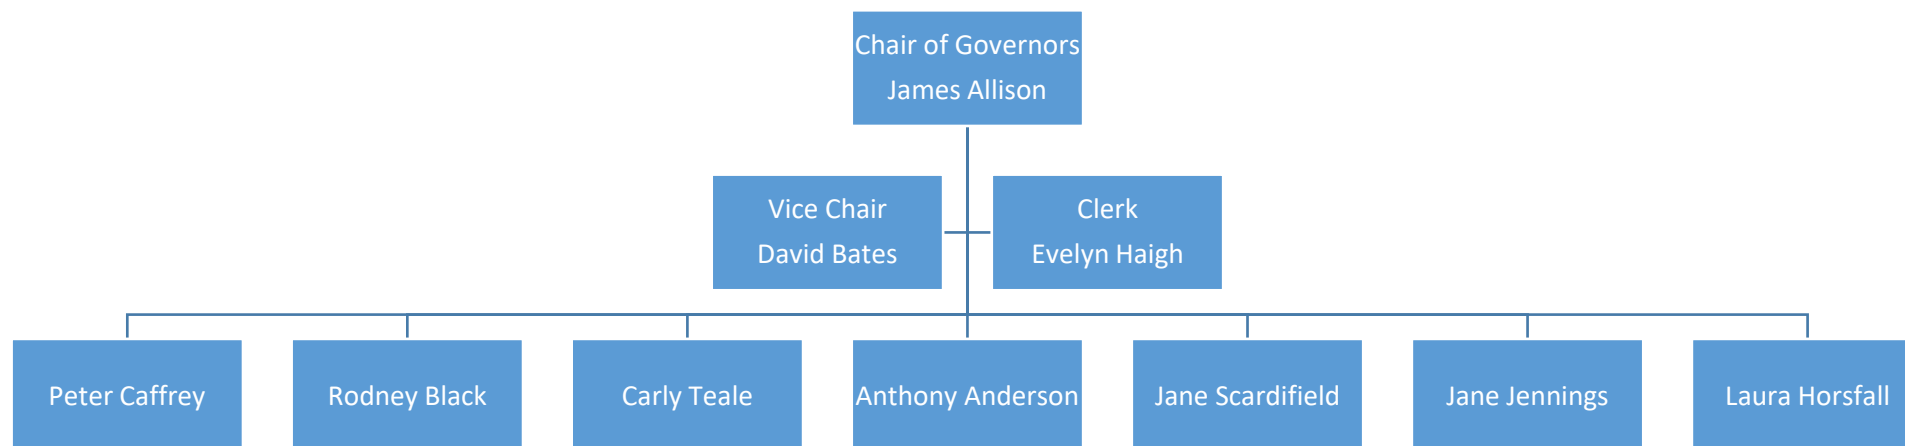 Chair of Governors
James Allison
Vice Chair
David Bates
Clerk
Evelyn Haigh
Peter Caffrey
Rodney Black
Carly Teale
Anthony Anderson
Jane Scardifield
Jane Jennings
Laura Horsfall